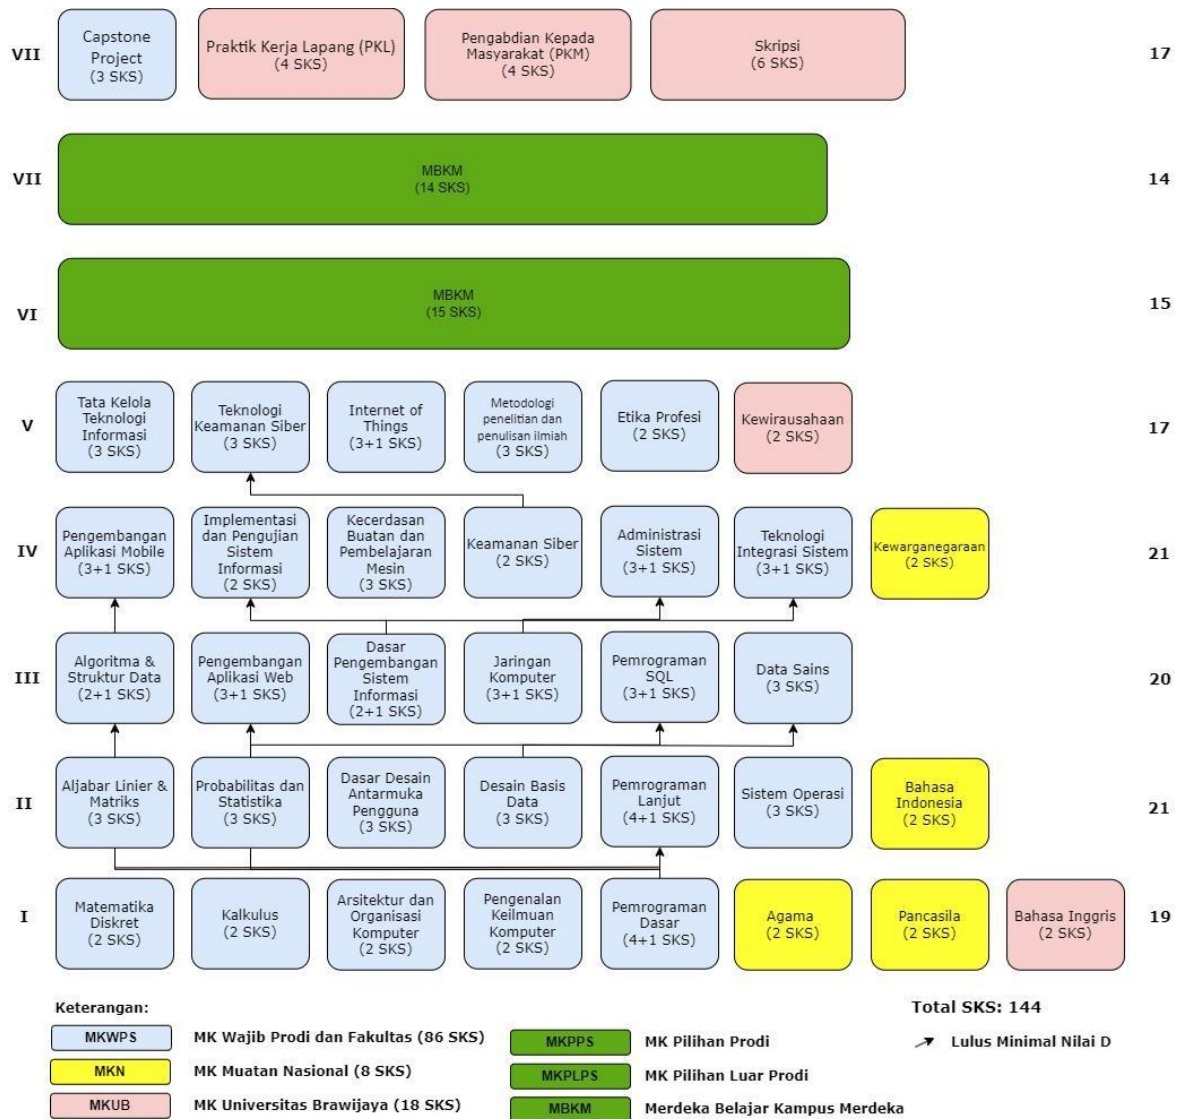 VII
Capstone
Project
(3 SKS)
Praktik Kerja Lapang (PKL)
(4 SKS)
Pengabdian Kepada
Masyarakat (PKM)
(4 SKS)
Skripsi
(6 SKS)
17
VII
MBKM
(14 SKS)
14
VI
MBKM
(15 SKS)
15
V
Tata Kelola
Teknologi
Informasi
(3 SKS)
Teknologi
Keamanan Siber
(3 SKS)
Internet of
Things
(3+1 SKS)
Metodologi
penelitian dan
penulisan ilmiah
(3 SKS)
Etika Profesi
(2 SKS)
Kewirausahaan
(2 SKS)
17
IV
Pengembangan
Aplikasi Mobile
(3+1 SKS)
Implementasi
dan Pengujian
Sistem
Informasi
(2 SKS)
Kecerdasan
Buatan dan
Pembelajaran
Mesin
(3 SKS)
Keamanan Siber
(2 SKS)
Administrasi
Sistem
(3+1 SKS)
Teknologi
Integrasi Sistem
(3+1 SKS)
Kewarganegaraan
(2 SKS)
21
III
Algoritma &
Struktur Data
(2+1 SKS)
Pengembangan
Aplikasi Web
(3+1 SKS)
Dasar
Pengembangan
Sistem
Informasi
(2+1 SKS)
Jaringan
Komputer
(3+1 SKS)
Pemrograman
SQL
(3+1 SKS)
Data Sains
(3 SKS)
20
II
Aljabar Linier &
Matriks
(3 SKS)
Probabilitas dan
Statistika
(3 SKS)
Dasar Desain
Antarmuka
Pengguna
(3 SKS)
Desain Basis
Data
(3 SKS)
Pemrograman
Lanjut
(4+1 SKS)
Sistem Operasi
(3 SKS)
Bahasa
Indonesia
(2 SKS)
21
I
Matematika
Diskret
(2 SKS)
Kalkulus
(2 SKS)
Arsitektur dan
Organisasi
Komputer
(2 SKS)
Pengenalan
Keilmuan
Komputer
(2 SKS)
Pemrograman
Dasar
(4+1 SKS)
Agama
(2 SKS)
Pancasila
(2 SKS)
Bahasa Inggris
(2 SKS)
19
Keterangan:
MKWPS MK Wajib Prodi dan Fakultas (86 SKS)
MKN MK Muatan Nasional (8 SKS)
MKUB MK Universitas Brawijaya (18 SKS)
MKPPS MK Pilihan Prodi
MKPLPS MK Pilihan Luar Prodi
MBKM Merdeka Belajar Kampus Merdeka
Total SKS: 144
Lulus Minimal Nilai D